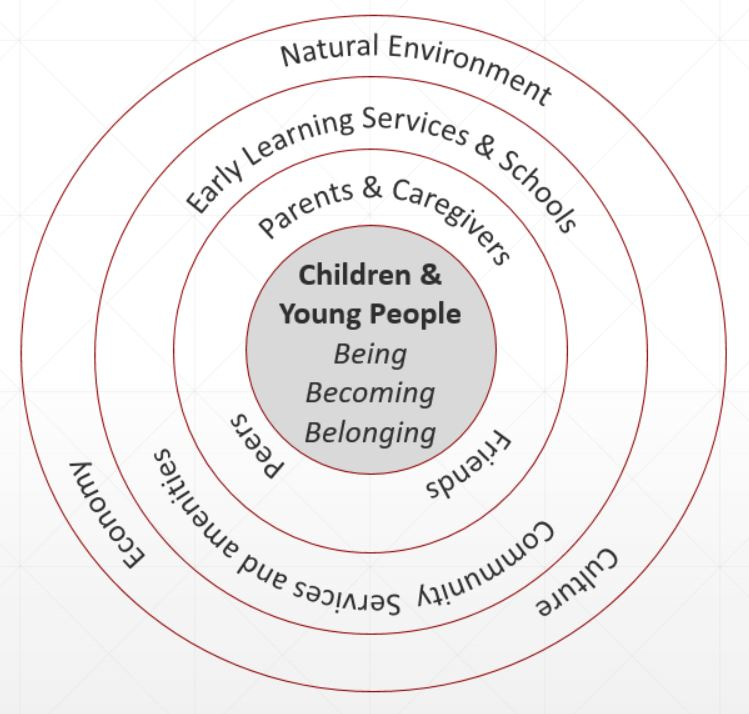 Natural Environment
Early Learning Services & Schools
Parents & Caregivers
Children &
Young People
Being
Becoming
Belonging
Peers
Friends
Community Services and amenities
Economy
Culture